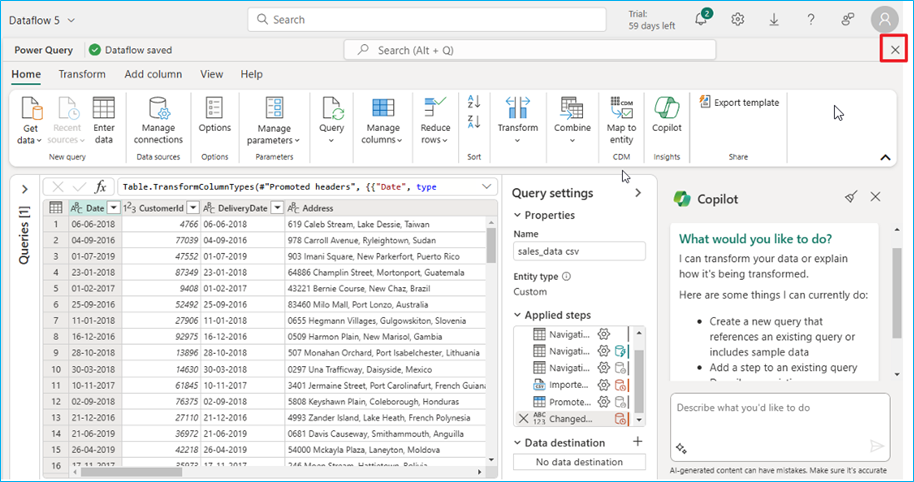 Dataflow 5
Search
Trial:
59 days left
2
Power Query
Dataflow saved
Search (Alt + Q)
Home
Transform
Add column
View
Help
Get
data
Recent
sources
Enter
data
New query
Manage
connections
Data sources
Options
Options
Manage
parameters
Parameters
Query
Manage
columns
Reduce
rows
Sort
Transform
Combine
CDM
Map to
entity
CDM
Copilot
Insights
Export template
Share
Queries [1]
fx
Table.TransformColumnTypes(#"Promoted headers", {{"Date", type
Date CustomerId DeliveryDate Address
1 06-06-2018 4766 06-06-2018 619 Caleb Stream, Lake Dessie, Taiwan
2 04-09-2016 77039 04-09-2016 978 Carroll Avenue, Ryleightown, Sudan
3 01-07-2019 47552 01-07-2019 903 Imani Square, New Parkerfort, Puerto Rico
4 23-01-2018 87349 23-01-2018 64886 Champlin Street, Mortonport, Guatemala
5 01-02-2017 9408 01-02-2017 43221 Bernie Course, New Chaz, Brazil
6 25-09-2016 52492 25-09-2016 83460 Milo Mall, Port Lonzo, Australia
7 11-01-2018 27906 11-01-2018 0655 Hegmann Villages, Gulgowskiton, Slovenia
8 16-12-2016 92975 16-12-2016 0509 Harmon Plain, New Marisol, Gambia
9 28-10-2018 13896 28-10-2018 507 Monahan Orchard, Port Isabelchester, Lithuania
10 30-03-2018 14630 30-03-2018 0297 Una Trafficway, Daisyside, Mexico
11 10-11-2017 61845 10-11-2017 3401 Jermaine Street, Port Carolinafurt, French Guiana
12 02-09-2018 76375 02-09-2018 5808 Keyshawn Plain, Coleborough, Honduras
13 21-12-2016 27110 21-12-2016 4993 Zander Island, Lake Heath, French Polynesia
14 21-06-2019 36972 21-06-2019 0681 Davis Causeway, Smithammouth, Anguilla
15 26-04-2019 42218 26-04-2019 54000 Mckayla Plaza, Laneyton, Moldova
16
Query settings
Properties
Name
sales_data csv
Entity type
Custom
Applied steps
Navigati...
Navigati...
Navigati...
Importe...
Promote...
Changed...
Data destination
No data destination
Copilot
What would you like to do?
I can transform your data or explain
how it's being transformed.
Here are some things I can currently do:
• Create a new query that
references an existing query or
includes sample data
• Add a step to an existing query
Describe what you'd like to do
AI-generated content can have mistakes. Make sure it's accurate